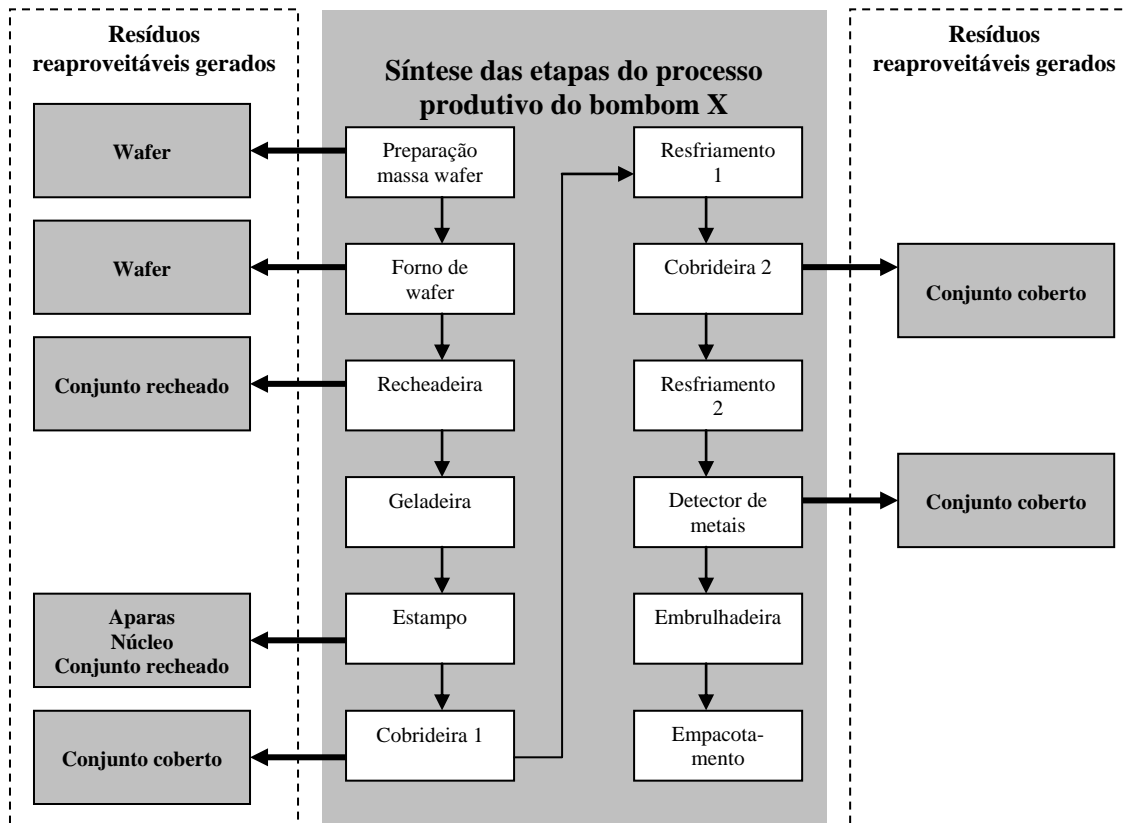 Resíduos
reaproveitáveis gerados
Wafer
Wafer
Conjunto recheado
Aparas
Núcleo
Conjunto recheado
Conjunto coberto
Síntese das etapas do processo
produtivo do bombom X
Preparação
massa wafer
Forno de
wafer
Recheadeira
Geladeira
Estampo
Cobrideira 1
Resfriamento
1
Cobrideira 2
Resfriamento
2
Detector de
metais
Embrulhadeira
Empacota-
mento
Resíduos
reaproveitáveis gerados
Conjunto coberto
Conjunto coberto